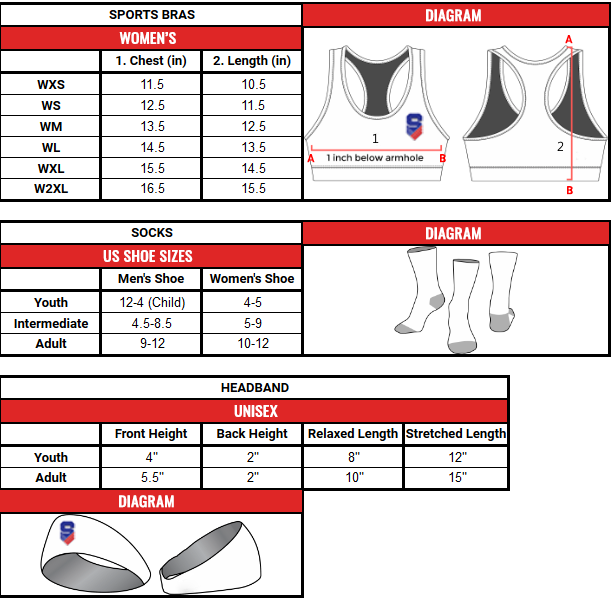 SPORTS BRAS
DIAGRAM
WOMEN'S
1. Chest (in) 2. Length (in)
WXS 11.5 10.5
WS 12.5 11.5
WM 13.5 12.5
WL 14.5 13.5
WXL 15.5 14.5
W2XL 16.5 15.5
S
1
A B
1 inch below armhole
A
2
B
SOCKS
DIAGRAM
US SHOE SIZES
Men's Shoe Women's Shoe
Youth 12-4 (Child) 4-5
Intermediate 4.5-8.5 5-9
Adult 9-12 10-12
HEADBAND
UNISEX
Front Height Back Height Relaxed Length Stretched Length
Youth 4" 2" 8" 12"
Adult 5.5" 2" 10" 15"
DIAGRAM
S